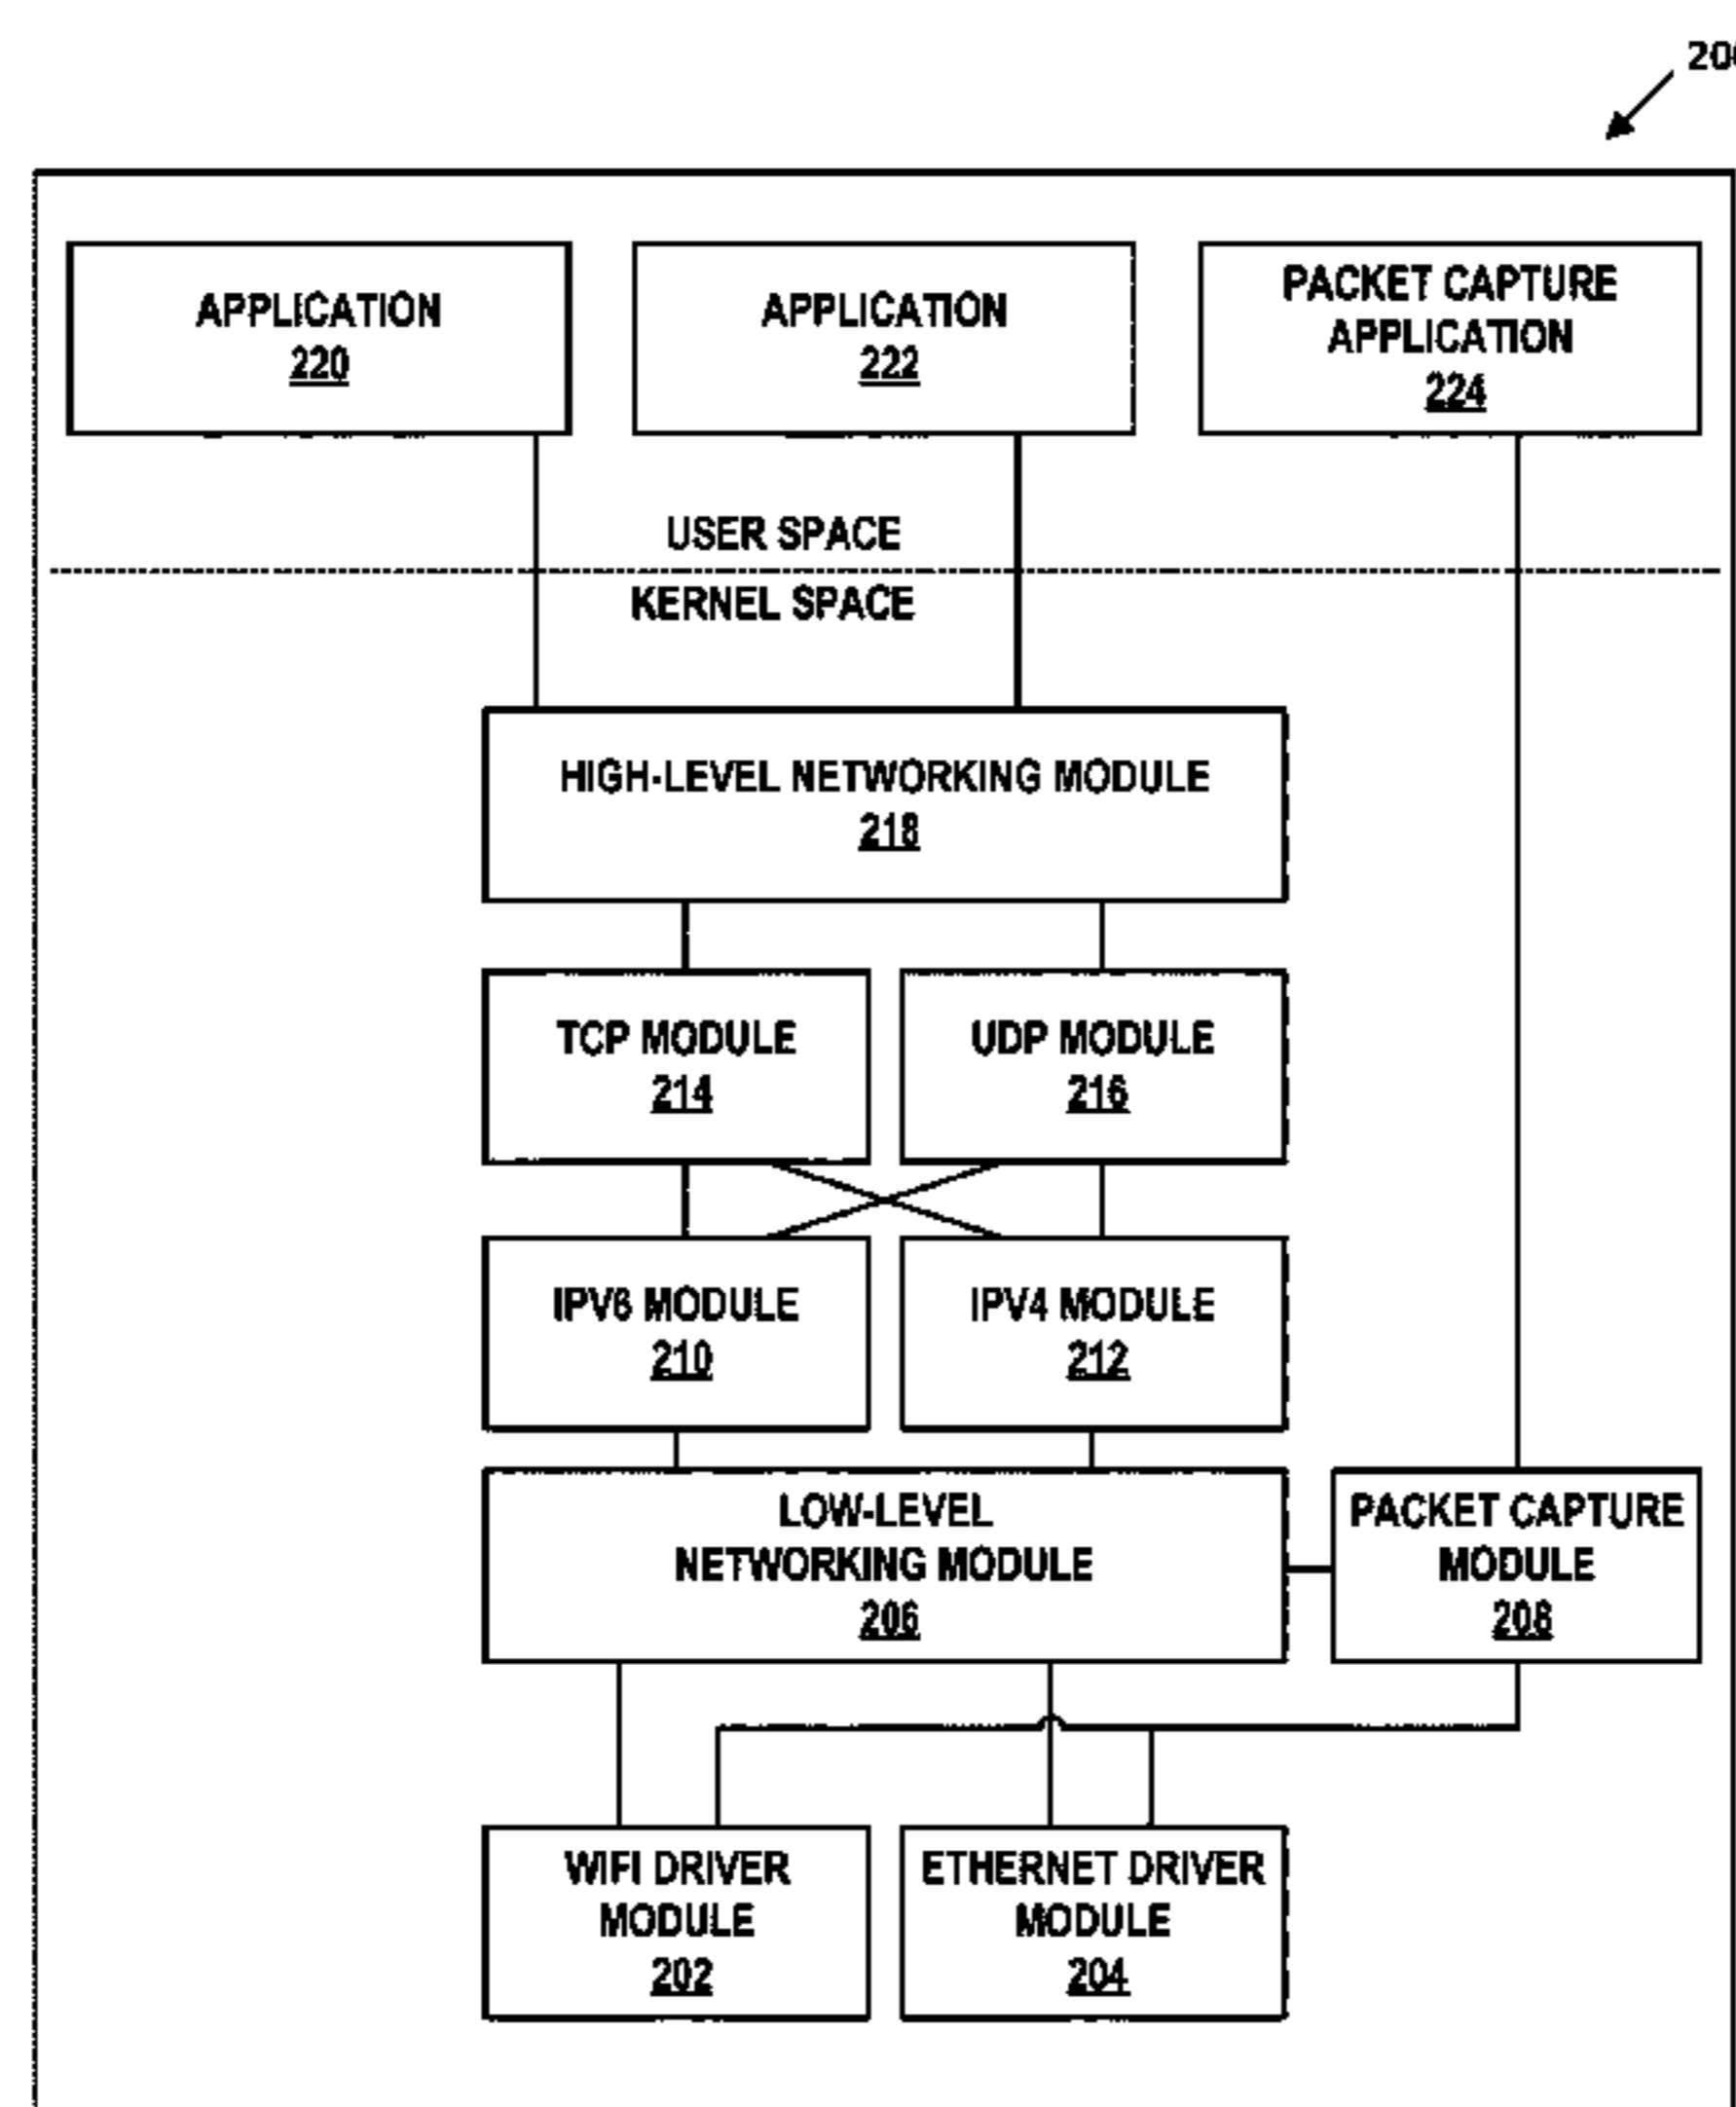 APPLICATION
220
APPLICATION
222
PACKET CAPTURE
APPLICATION
224
USER SPACE
KERNEL SPACE
HIGH-LEVEL NETWORKING MODULE
218
TCP MODULE
214
UDP MODULE
216
IPV6 MODULE
210
IPV4 MODULE
212
LOW-LEVEL
NETWORKING MODULE
206
PACKET CAPTURE
MODULE
208
WIFI DRIVER
MODULE
202
ETHERNET DRIVER
MODULE
204